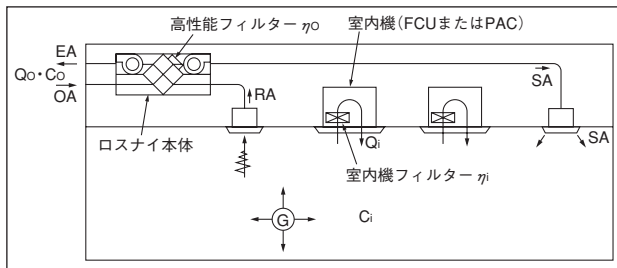 高性能フィルター ηO
室内機(FCUまたはPAC)
EA
QO・CO
OA
RA
SA
ロスナイ本体
Qi
SA
室内機フィルター ηi
G
Ci